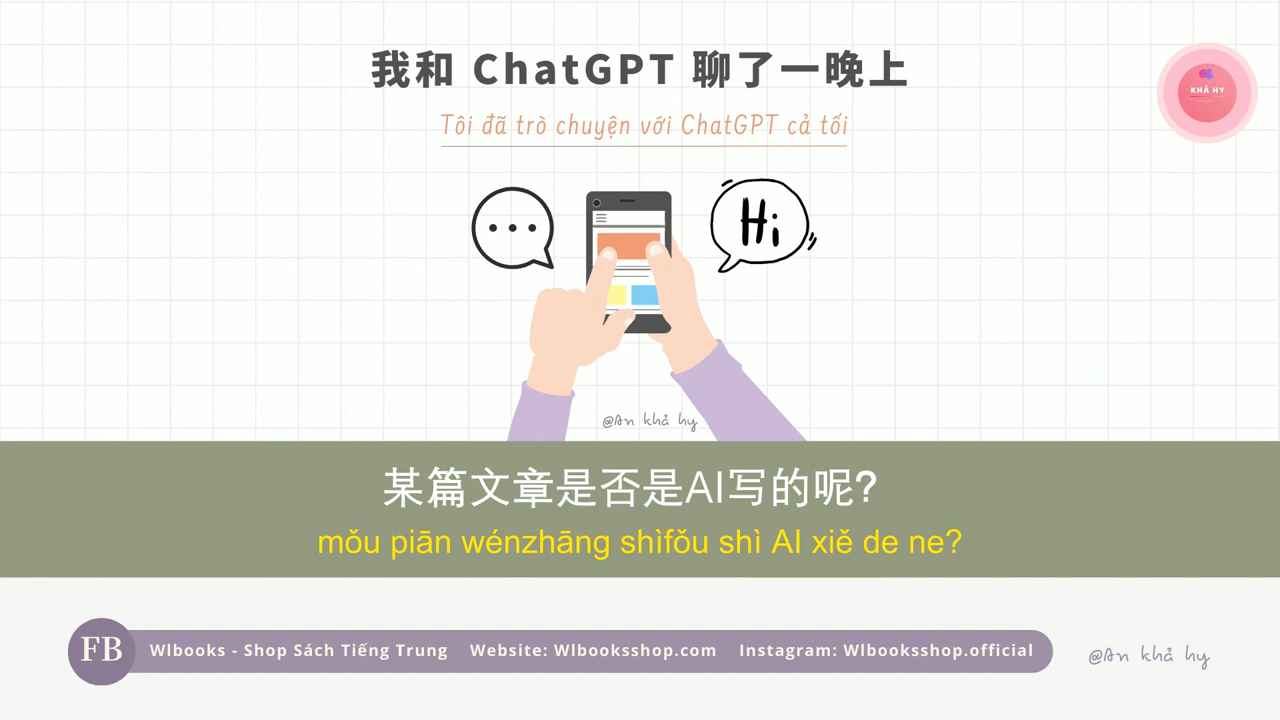 我和 ChatGPT 聊了一晚上
Tôi đã trò chuyện với ChatGPT cả tối
KHẢ HY
Hi
@An khả hy
某篇文章是否是AI写的呢?
mǒu piān wénzhāng shìfǒu shì AI xiě de ne?
FB Wlbooks - Shop Sách Tiếng Trung Website: Wlbooksshop.com Instagram: Wlbooksshop.official
@An khả hy